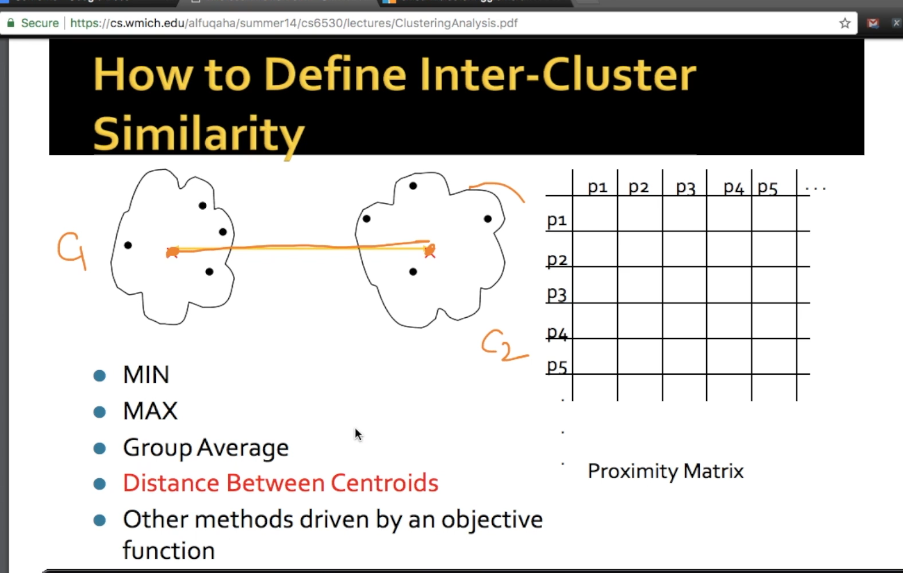 Secure | https://cs.wmich.edu/alfuqaha/summer14/cs6530/lectures/ClusteringAnalysis.pdf
How to Define Inter-Cluster
Similarity
C1
C2
p1 p2 p3 p4 p5 ...
p1
p2
p3
p4
p5
.
.
.
MIN
MAX
Group Average
Distance Between Centroids
Other methods driven by an objective
function
Proximity Matrix